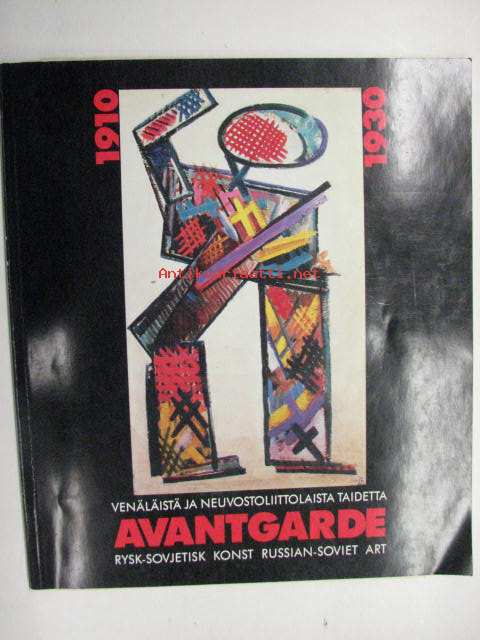 1910
1930
Antikvariaatti.net
VENÄLÄISTÄ JA NEUVOSTOLIITTOLAISTA TAIDETTA
AVANTGARDE
RYSK-SOVJETISK KONST RUSSIAN-SOVIET ART